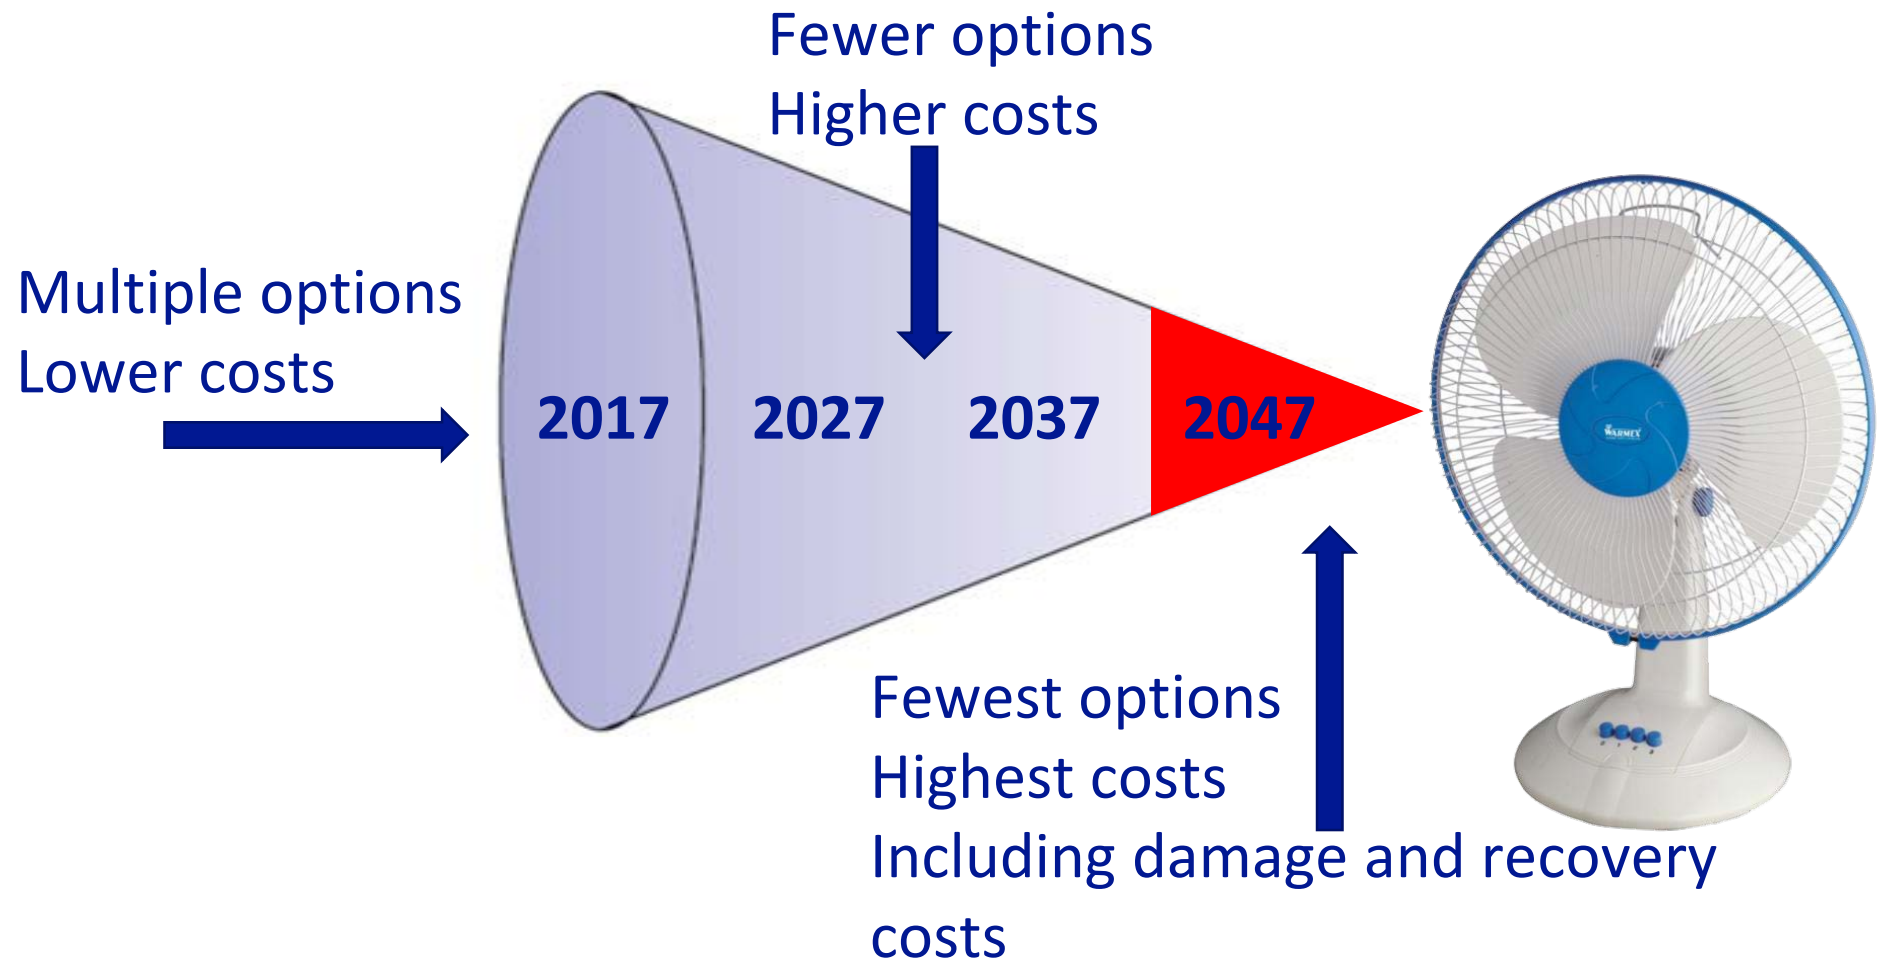 Fewer options
Higher costs
Multiple options
Lower costs
2017 2027 2037 2047
WARMEX
Fewest options
Highest costs
Including damage and recovery
costs